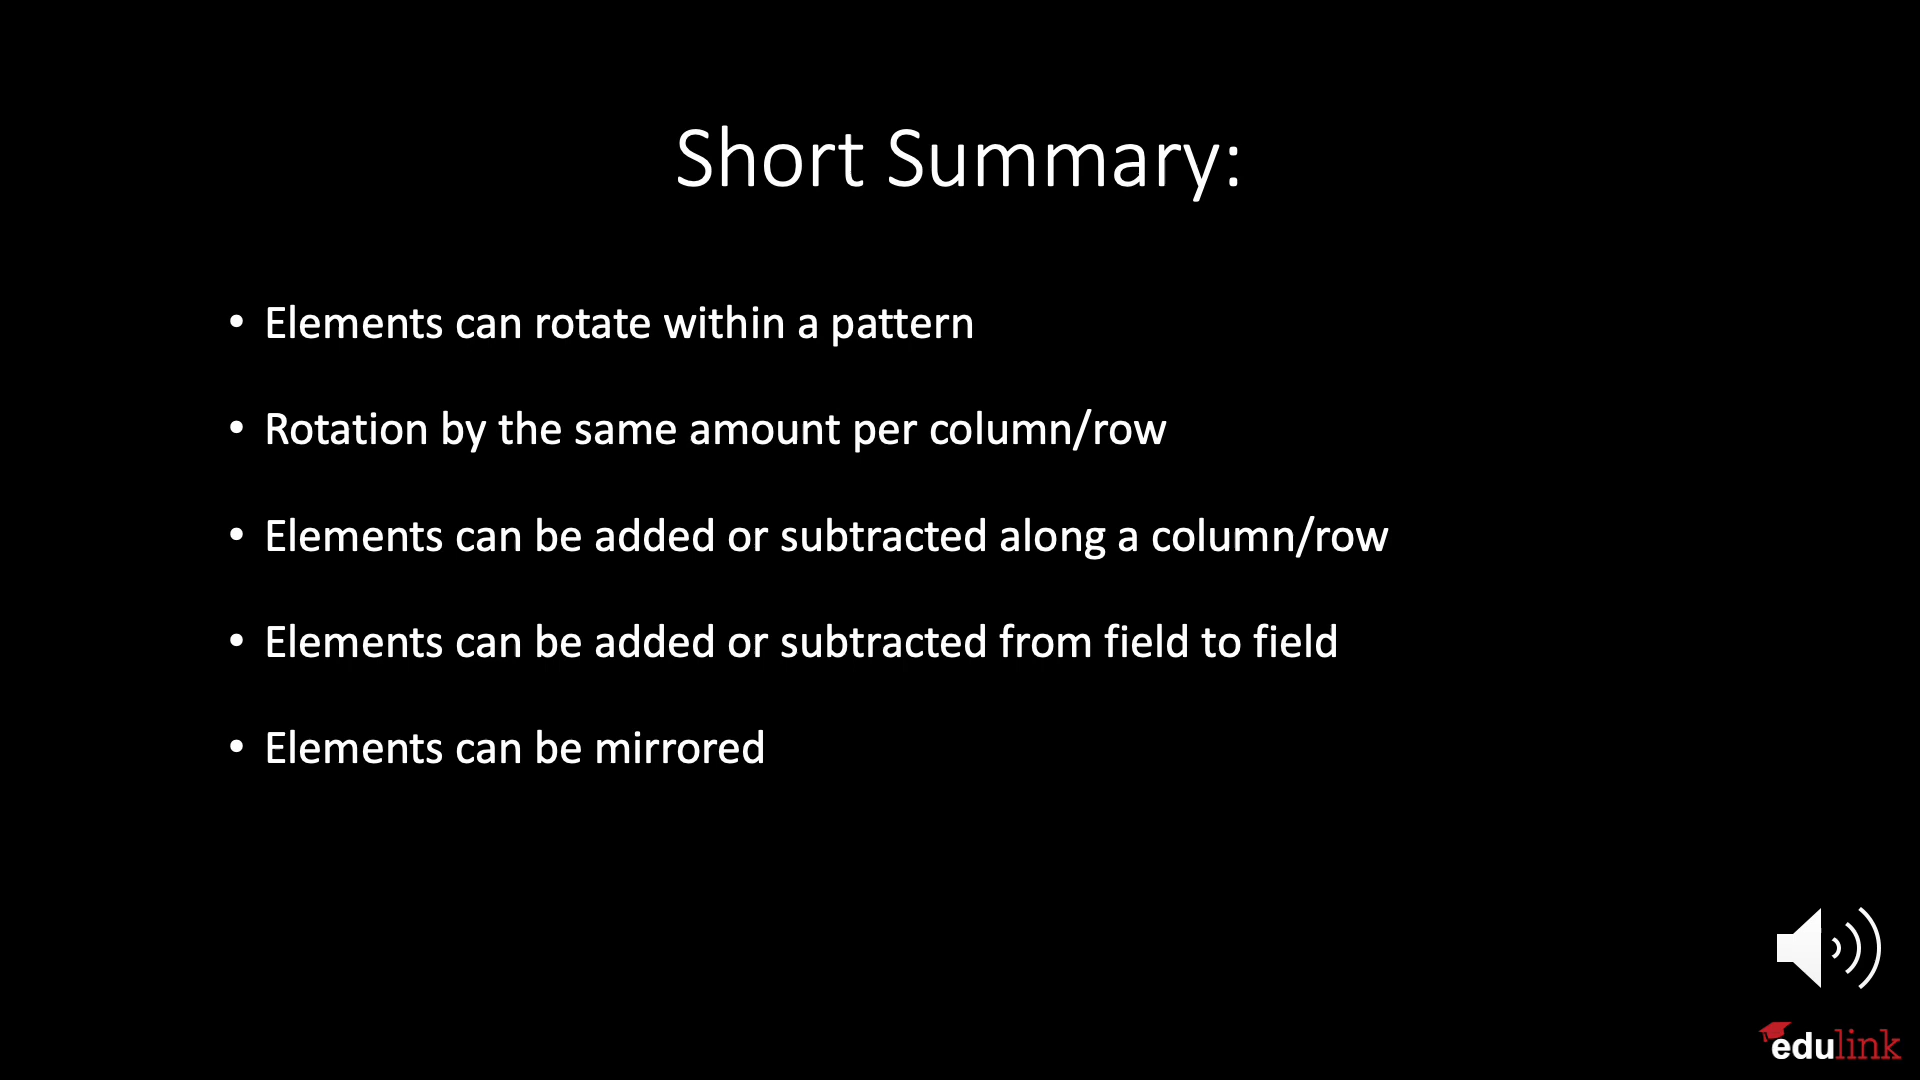 Short Summary:
• Elements can rotate within a pattern
• Rotation by the same amount per column/row
• Elements can be added or subtracted along a column/row
• Elements can be added or subtracted from field to field
• Elements can be mirrored
edulink